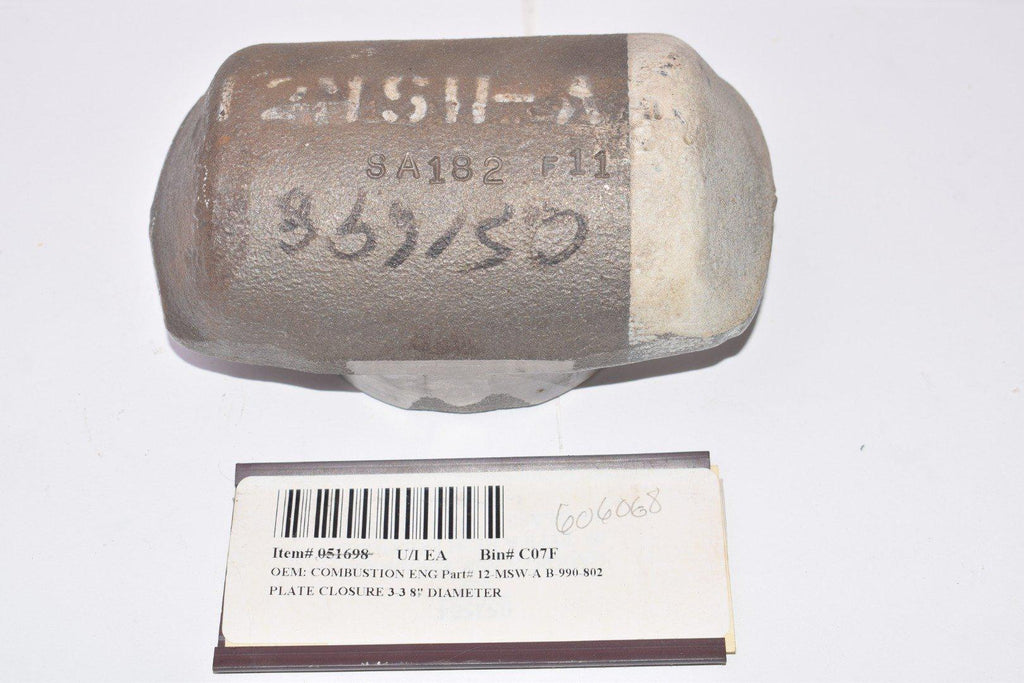 12MSW-A
SA182 F11
606068
Item# 051698 U/I EA Bin# C07F
OEM: COMBUSTION ENG Part# 12-MSW-A B-990-802
PLATE CLOSURE 3-3 8" DIAMETER